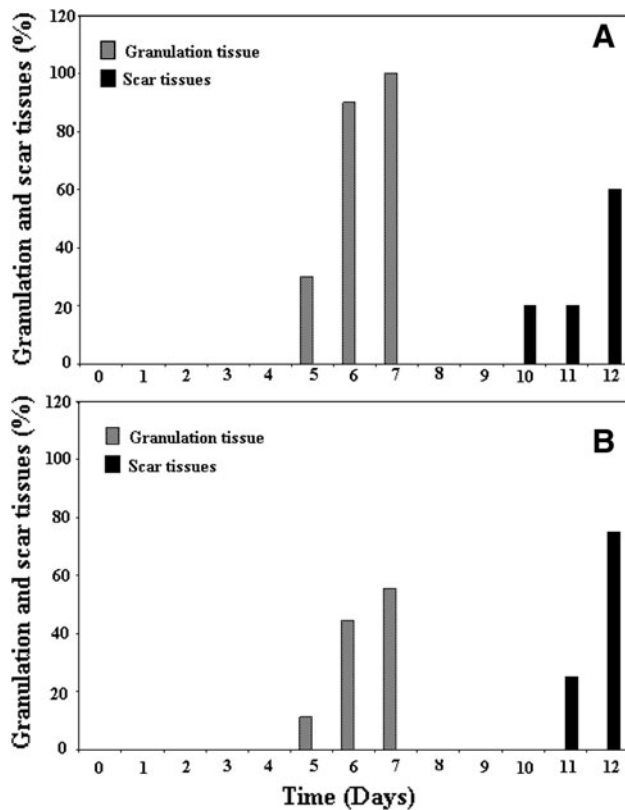 Granulation and scar tissues (%)
120
100
80
60
40
20
0
Granulation tissue
Scar tissues
A
0 1 2 3 4 5 6 7 8 9 10 11 12
Granulation and scar tissues (%)
120
100
80
60
40
20
0
Granulation tissue
Scar tissues
B
0 1 2 3 4 5 6 7 8 9 10 11 12
Time (Days)